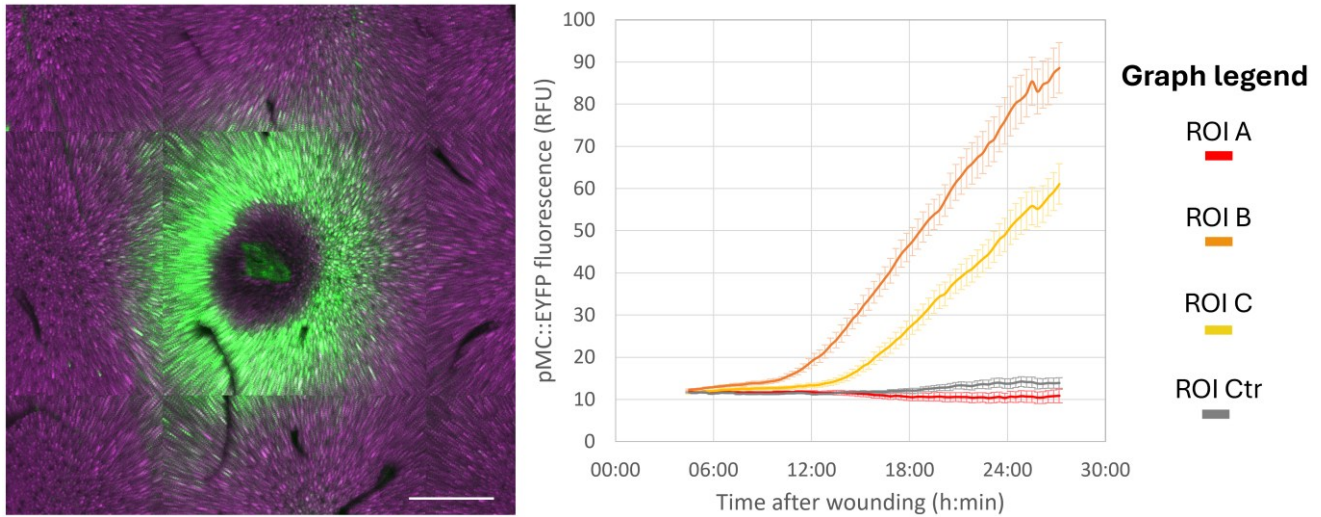 100
90
80
70
60
50
40
30
20
10
0
pMC::EYFP fluorescence (RFU)
00:00 06:00 12:00 18:00 24:00 30:00
Time after wounding (h:min)
Graph legend
ROI A
ROI B
ROI C
ROI Ctr